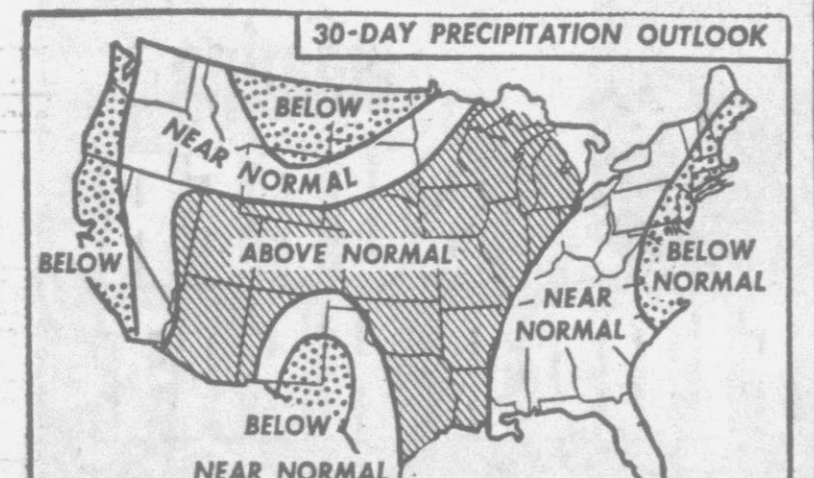 30-DAY PRECIPITATION OUTLOOK
BELOW
NEAR NORMAL
ABOVE NORMAL
BELOW
BELOW
NORMAL
NEAR
NORMAL
BELOW
NEAR NORMAL